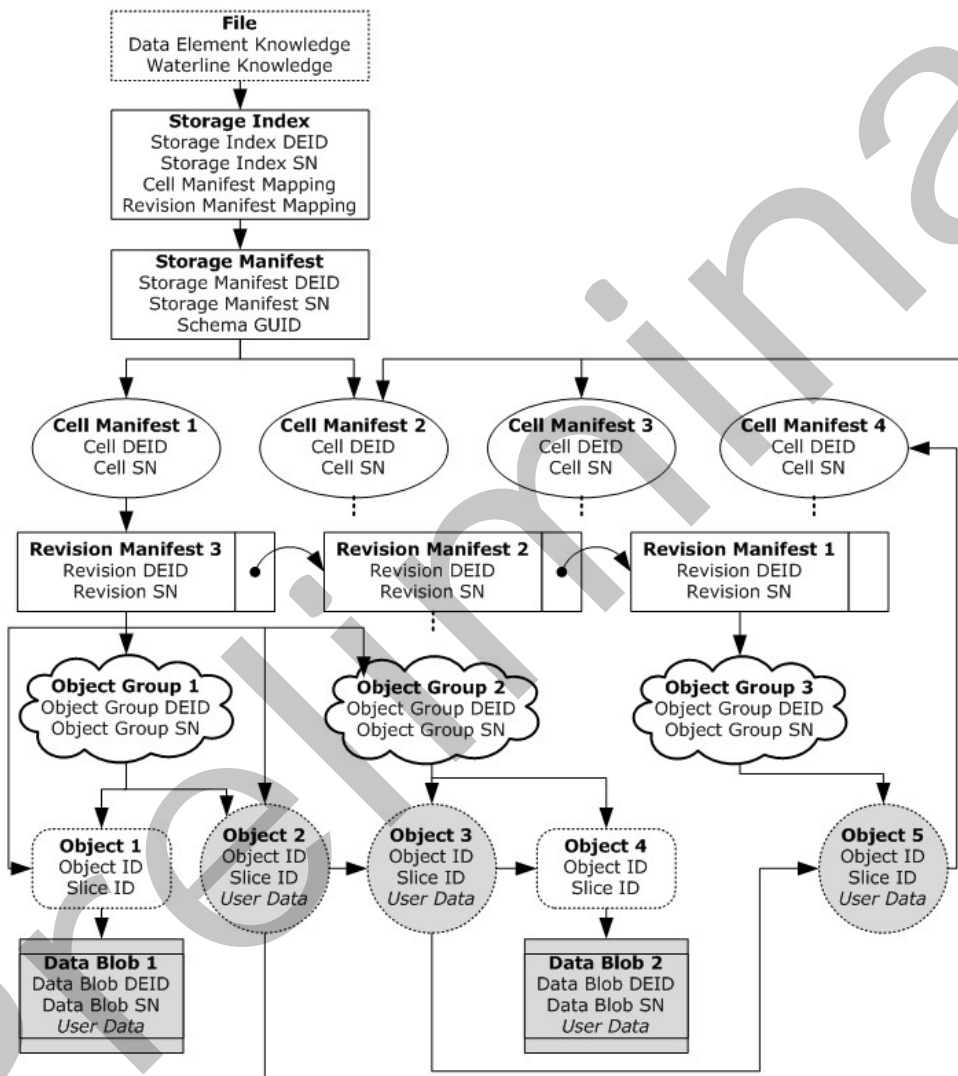 File
Data Element Knowledge
Waterline Knowledge
Storage Index
Storage Index DEID
Storage Index SN
Cell Manifest Mapping
Revision Manifest Mapping
Storage Manifest
Storage Manifest DEID
Storage Manifest SN
Schema GUID
Cell Manifest 1
Cell DEID
Cell SN
Cell Manifest 2
Cell DEID
Cell SN
Cell Manifest 3
Cell DEID
Cell SN
Cell Manifest 4
Cell DEID
Cell SN
Revision Manifest 3
Revision DEID
Revision SN
Revision Manifest 2
Revision DEID
Revision SN
Revision Manifest 1
Revision DEID
Revision SN
Object Group 1
Object Group DEID
Object Group SN
Object Group 2
Object Group DEID
Object Group SN
Object Group 3
Object Group DEID
Object Group SN
Object 1
Object ID
Slice ID
Object 2
Object ID
Slice ID
User Data
Object 3
Object ID
Slice ID
User Data
Object 4
Object ID
Slice ID
Object 5
Object ID
Slice ID
User Data
Data Blob 1
Data Blob DEID
Data Blob SN
User Data
Data Blob 2
Data Blob DEID
Data Blob SN
User Data
Prelimina